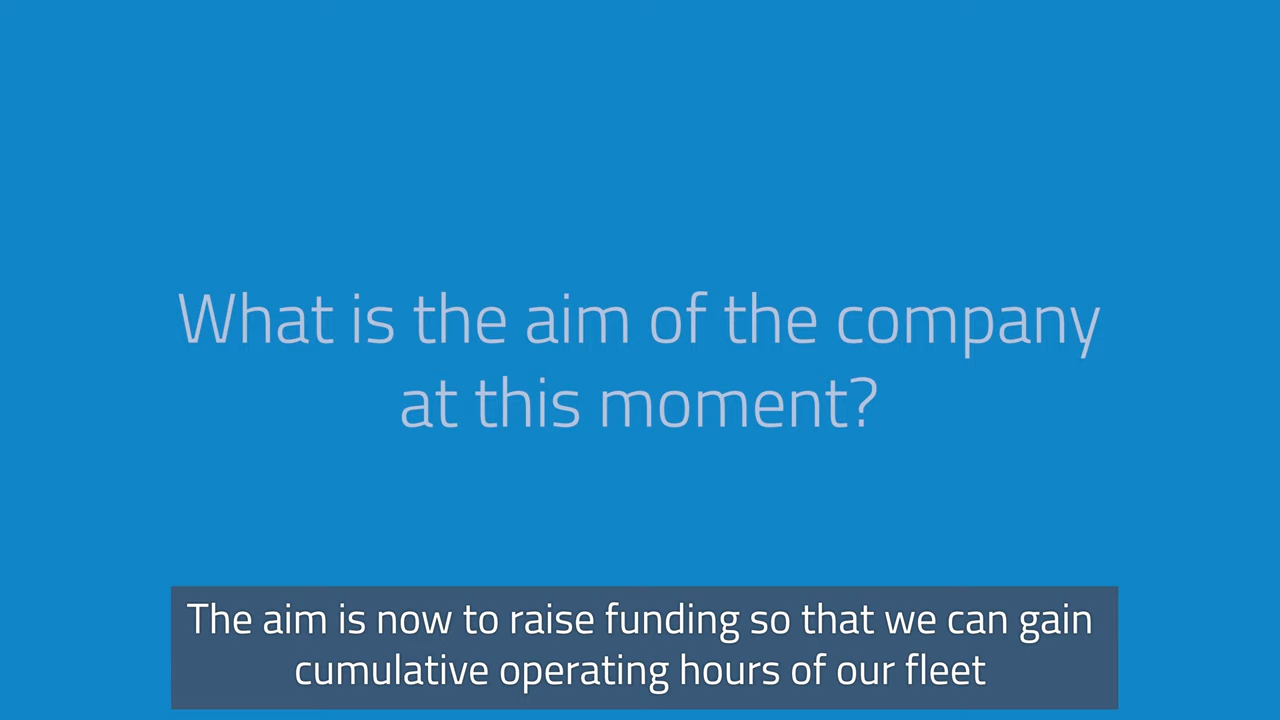 What is the aim of the company
at this moment?
The aim is now to raise funding so that we can gain
cumulative operating hours of our fleet